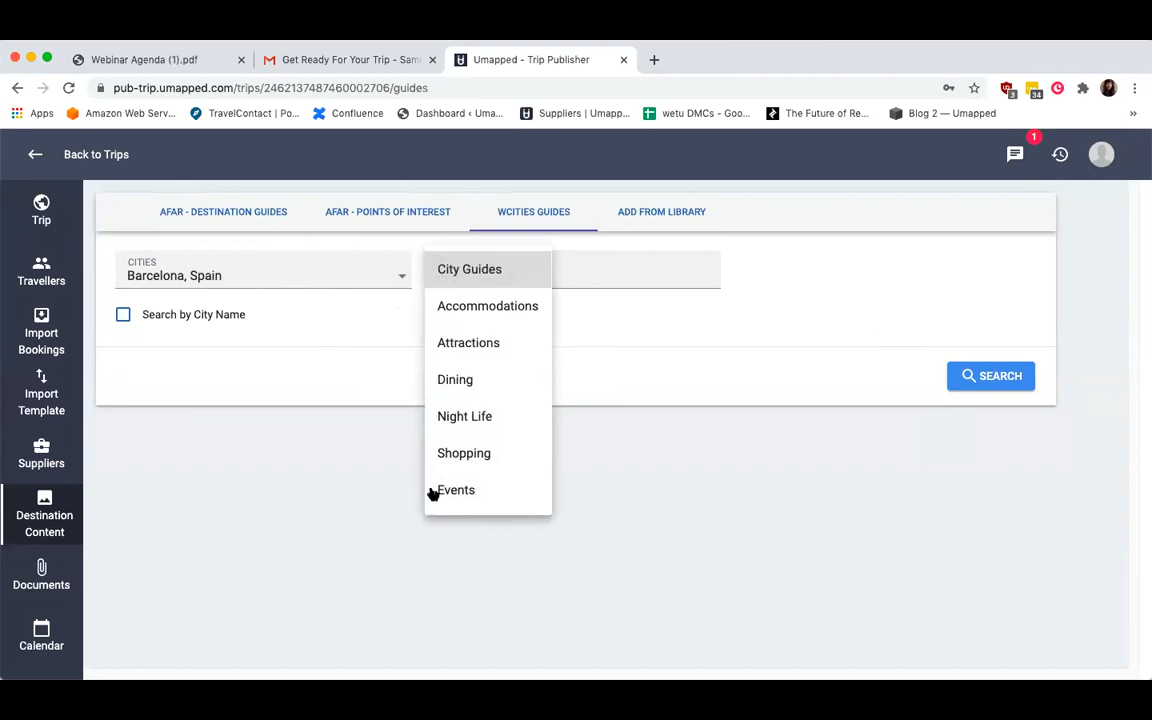 Webinar Agenda (1).pdf
Get Ready For Your Trip - Sam
Umapped - Trip Publisher
pub-trip.umapped.com/trips/2462137487460002706/guides
3
34
Apps
Amazon Web Serv...
TravelContact | Po...
Confluence
Dashboard ‹ Uma...
Suppliers | Umapp...
wetu DMCs - Goo...
The Future of Re...
Blog 2 — Umapped
Back to Trips
1
Trip
Travellers
Import
Bookings
Import
Template
Suppliers
Destination
Content
Documents
Calendar
AFAR - DESTINATION GUIDES
AFAR - POINTS OF INTEREST
WCITIES GUIDES
ADD FROM LIBRARY
CITIES
Barcelona, Spain
Search by City Name
City Guides
Accommodations
Attractions
Dining
Night Life
Shopping
Events
SEARCH